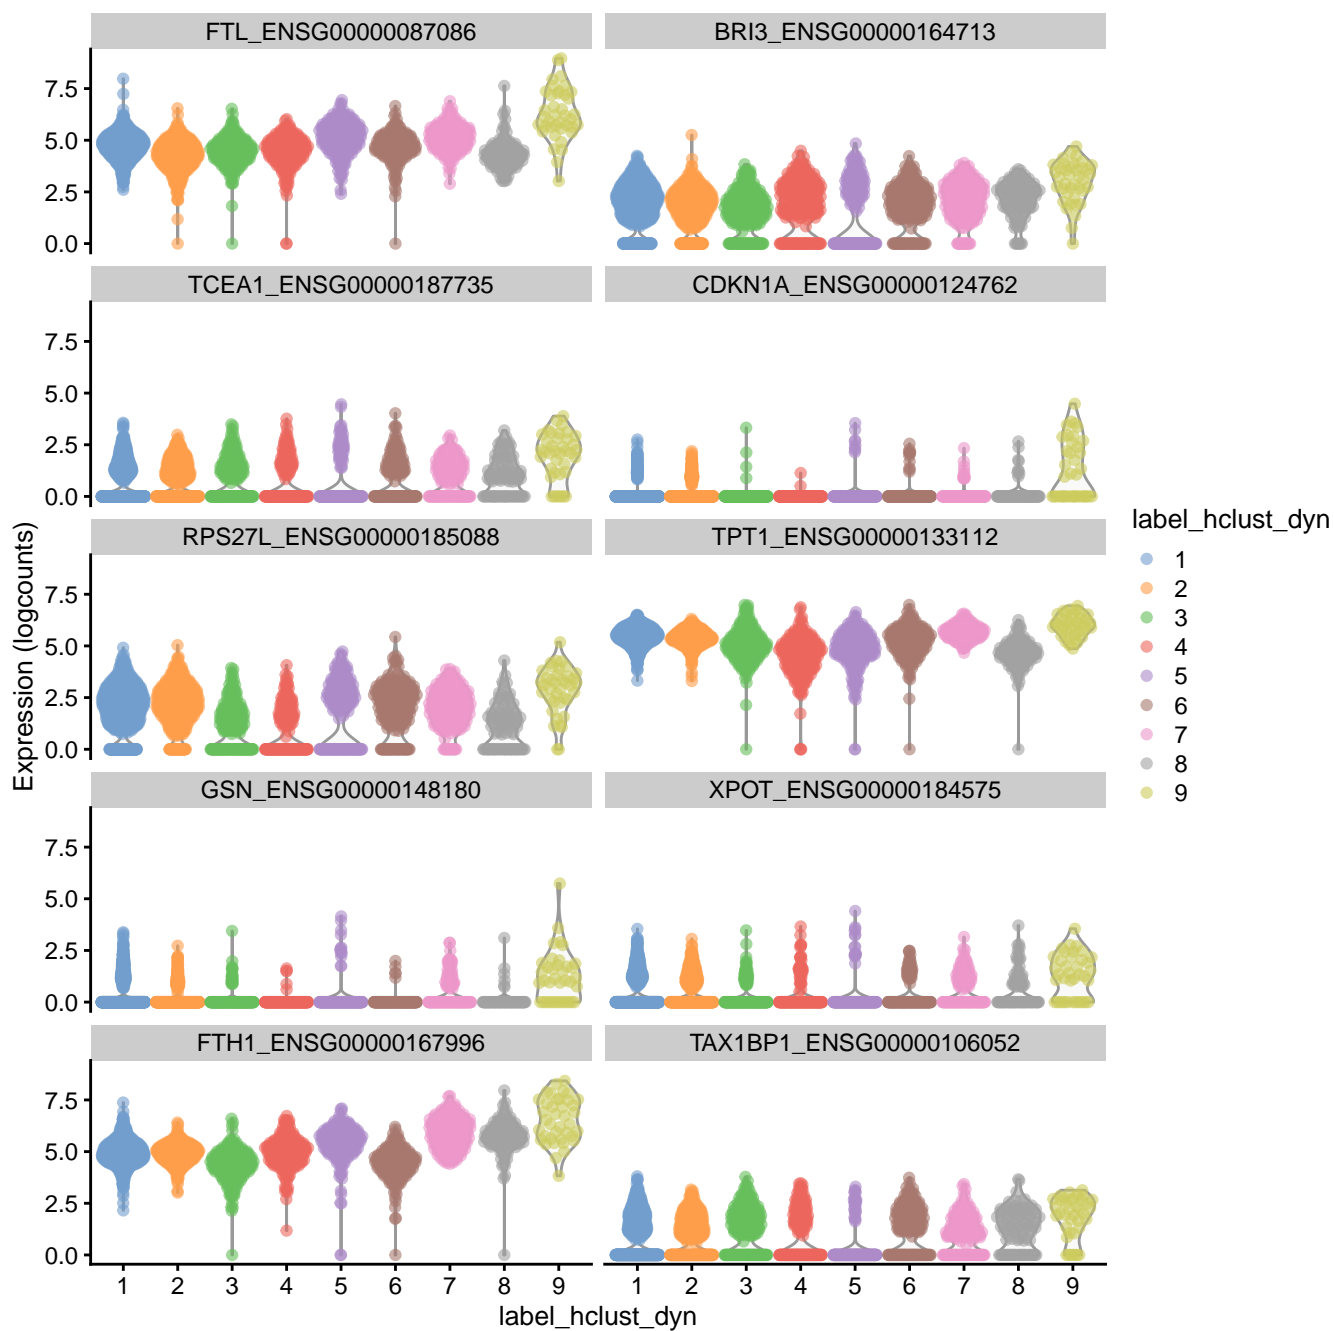 FTL_ENSG00000087086
BRI3_ENSG00000164713
7.5
5.0
2.5
0.0
TCEA1_ENSG00000187735
CDKN1A_ENSG00000124762
7.5
5.0
2.5
0.0
RPS27L_ENSG00000185088
TPT1_ENSG00000133112
7.5
5.0
2.5
0.0
GSN_ENSG00000148180
XPOT_ENSG00000184575
7.5
5.0
2.5
0.0
FTH1_ENSG00000167996
TAX1BP1_ENSG00000106052
7.5
5.0
2.5
0.0
1 2 3 4 5 6 7 8 9
1 2 3 4 5 6 7 8 9
label_hclust_dyn
Expression (logcounts)
label_hclust_dyn
1
2
3
4
5
6
7
8
9